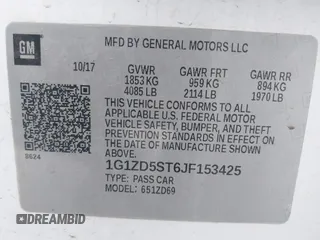 GM
MFD BY GENERAL MOTORS LLC
10/17 GVWR GAWR FRT GAWR RR
1853 KG 959 KG 894 KG
4085 LB 2114 LB 1970 LB
THIS VEHICLE CONFORMS TO ALL
APPLICABLE U.S. FEDERAL MOTOR VEHICLE
SAFETY, BUMPER, AND THEFT
PREVENTION STANDARDS IN EFFECT ON
THE DATE OF MANUFACTURE SHOWN
ABOVE.
0624
1G1ZD5ST6JF153425
TYPE: PASS CAR
MODEL: 651ZD69
DREAMBID